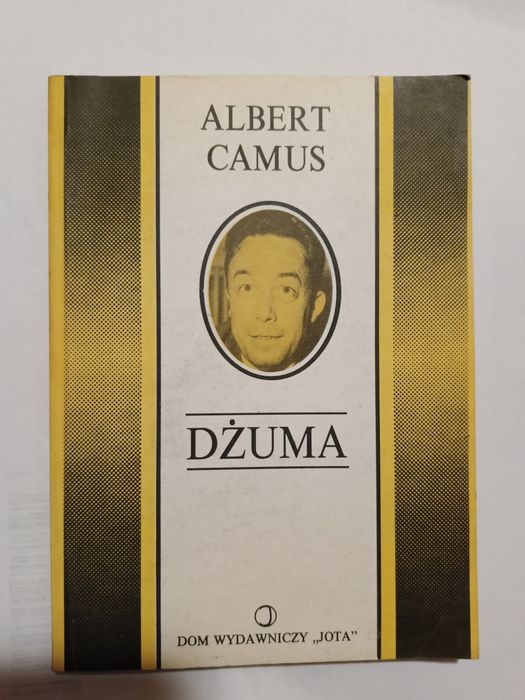 ALBERT
CAMUS
DŻUMA
DOM WYDAWNICZY „JOTA”